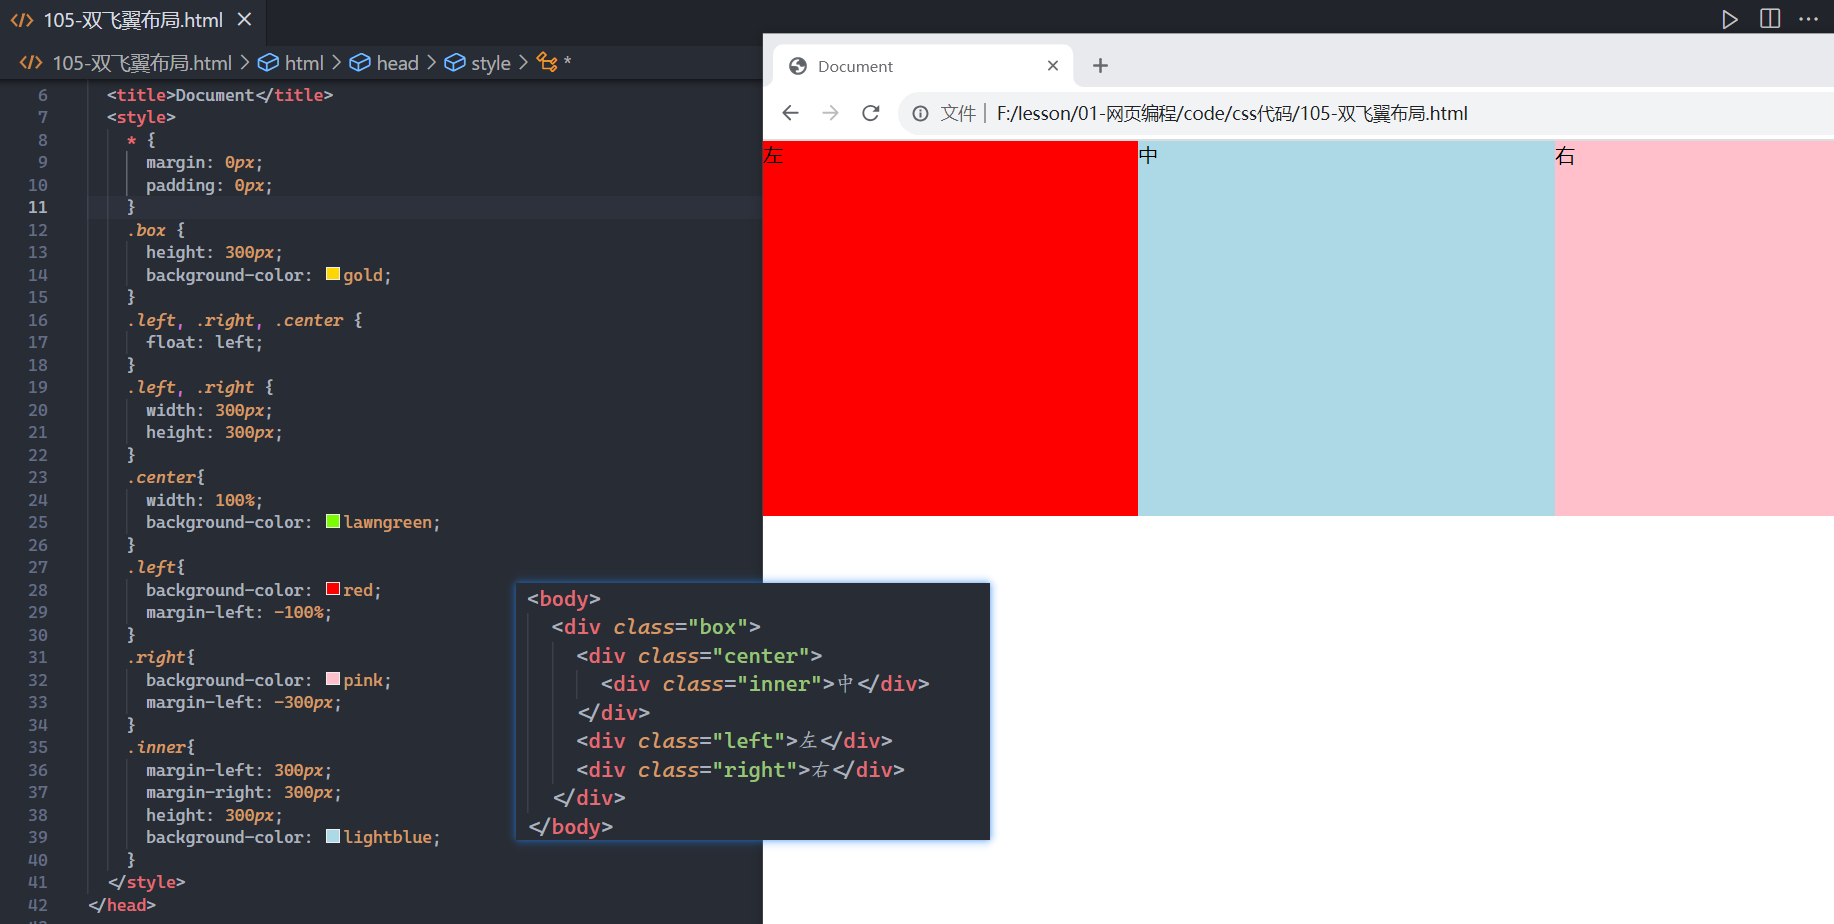 105-双飞翼布局.html
105-双飞翼布局.html > html > head > style > *
6 <title>Document</title>
7 <style>
8 * {
9 margin: 0px;
10 padding: 0px;
11 }
12 .box {
13 height: 300px;
14 background-color: gold;
15 }
16 .left, .right, .center {
17 float: left;
18 }
19 .left, .right {
20 width: 300px;
21 height: 300px;
22 }
23 .center{
24 width: 100%;
25 background-color: lawngreen;
26 }
27 .left{
28 background-color: red;
29 margin-left: -100%;
30 }
31 .right{
32 background-color: pink;
33 margin-left: -300px;
34 }
35 .inner{
36 margin-left: 300px;
37 margin-right: 300px;
38 height: 300px;
39 background-color: lightblue;
40 }
41 </style>
42 </head>
Document
文件 | F:/lesson/01-网页编程/code/css代码/105-双飞翼布局.html
左 中 右
<body>
<div class="box">
<div class="center">
<div class="inner">中</div>
</div>
<div class="left">左</div>
<div class="right">右</div>
</div>
</body>